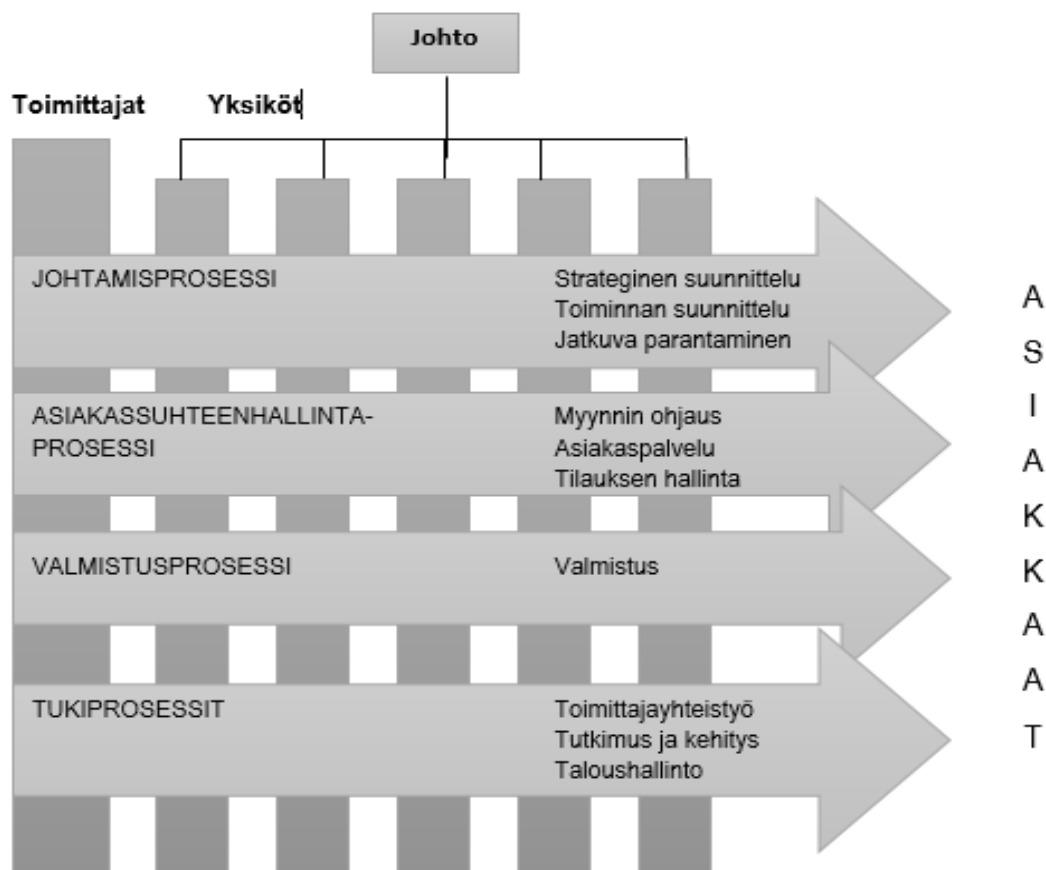 Johto
Toimittajat Yksiköt
JOHTAMISPROSESSI
Strateginen suunnittelu
Toiminnan suunnittelu
Jatkuva parantaminen
ASIAKASSUHTEENHALLINTA-
PROSESSI
Myynnin ohjaus
Asiakaspalvelu
Tilauksen hallinta
VALMISTUSPROSESSI
Valmistus
TUKIPROSESSIT
Toimittajayhteistyö
Tutkimus ja kehitys
Taloushallinto
A
S
I
A
K
K
A
A
T